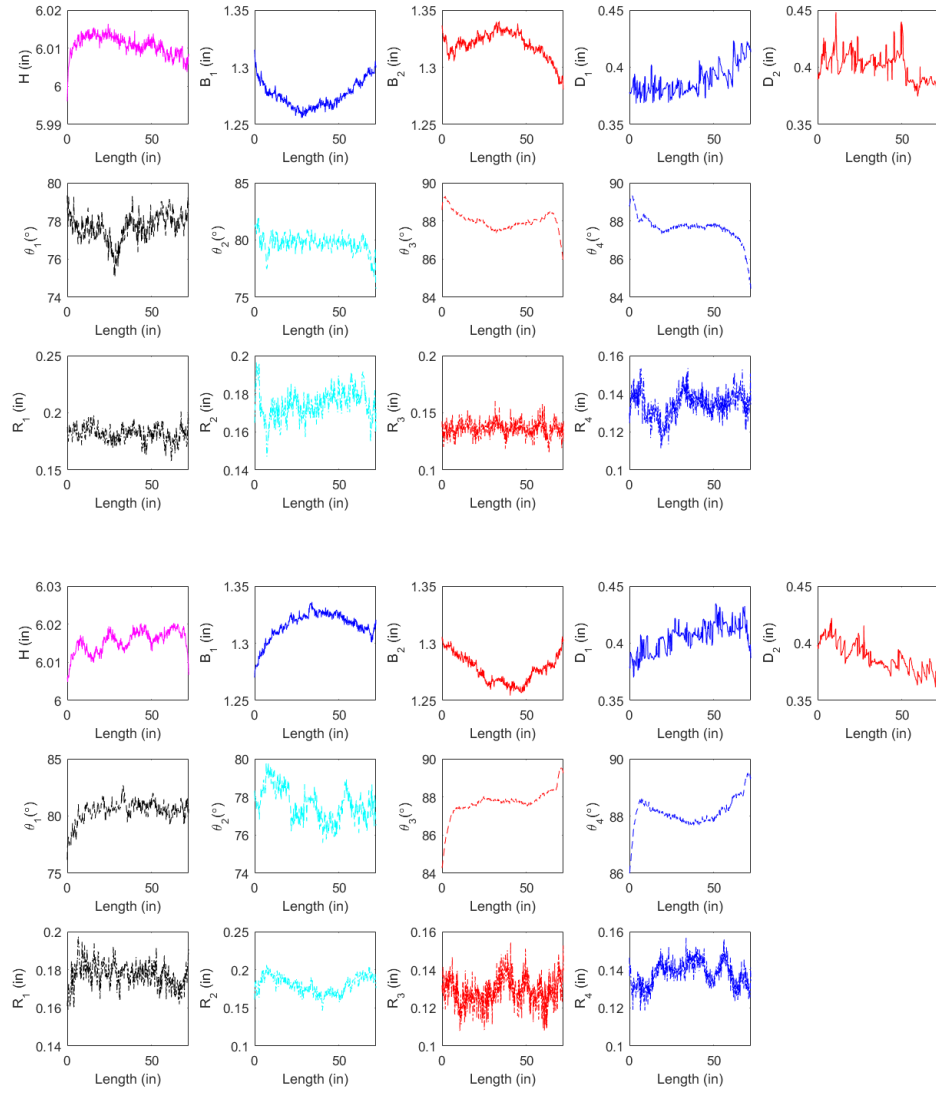 6.02 1.35 1.35 0.45 0.45
H (in) B₁ (in) B₂ (in) D₁ (in) D₂ (in)
6.01 1.3 1.3 0.4 0.4
6
5.99 1.25 1.25 0.35 0.35
0 50 0 50 0 50 0 50 0 50
Length (in) Length (in) Length (in) Length (in) Length (in)
80 85 90 90
θ₁(°) θ₂(°) θ₃(°) θ₄(°)
78 80 88 88
76 86 86
74 75 84 84
0 50 0 50 0 50 0 50
Length (in) Length (in) Length (in) Length (in)
0.25 0.2 0.2 0.16
R₁ (in) R₂ (in) R₃ (in) R₄ (in)
0.2 0.18 0.15 0.14
0.16 0.12
0.15 0.14 0.1 0.1
0 50 0 50 0 50 0 50
Length (in) Length (in) Length (in) Length (in)
6.03 1.35 1.35 0.45 0.45
H (in) B₁ (in) B₂ (in) D₁ (in) D₂ (in)
6.02 1.3 1.3 0.4 0.4
6.01
6 1.25 1.25 0.35 0.35
0 50 0 50 0 50 0 50 0 50
Length (in) Length (in) Length (in) Length (in) Length (in)
85 80 90 90
θ₁(°) θ₂(°) θ₃(°) θ₄(°)
80 78 88 88
76 86
75 74 84 86
0 50 0 50 0 50 0 50
Length (in) Length (in) Length (in) Length (in)
0.2 0.25 0.16 0.16
R₁ (in) R₂ (in) R₃ (in) R₄ (in)
0.18 0.2 0.14 0.14
0.16 0.15 0.12 0.12
0.14 0.1 0.1 0.1
0 50 0 50 0 50 0 50
Length (in) Length (in) Length (in) Length (in)